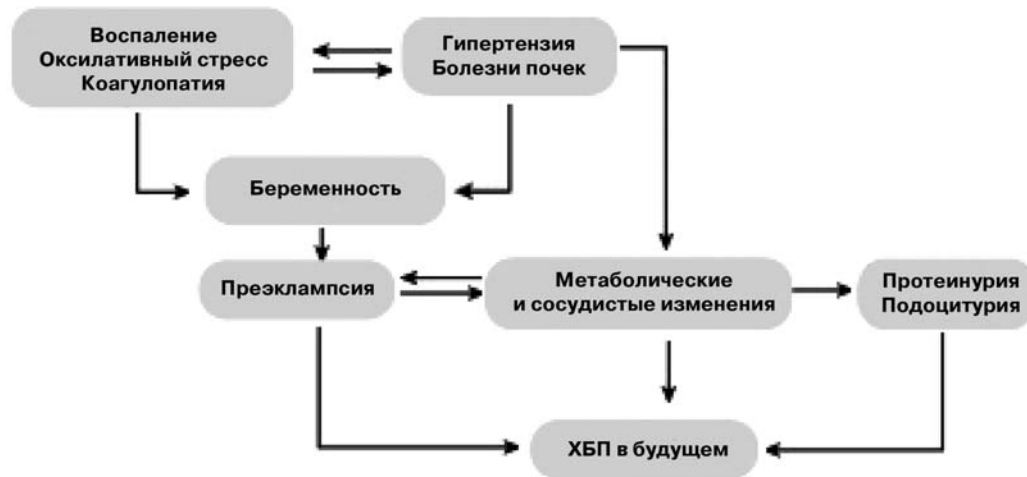 Воспаление
Оксилативный стресс
Коагулопатия
Гипертензия
Болезни почек
Беременность
Преэклампсия
Метаболические
и сосудистые изменения
Протеинурия
Подоцитурия
ХБП в будущем